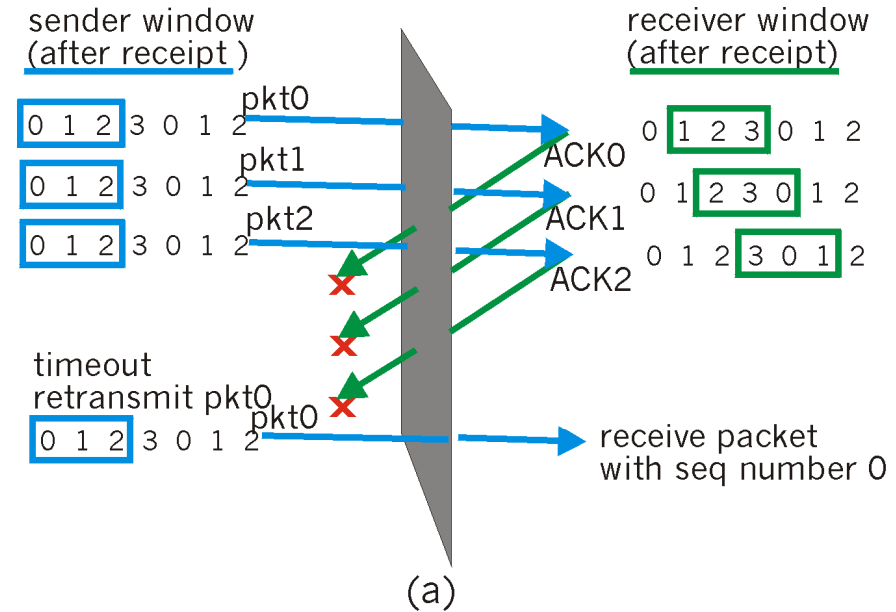 sender window
(after receipt )
receiver window
(after receipt)
0 1 2 3 0 1 2
pkt0
ACK0
0 1 2 3 0 1 2
0 1 2 3 0 1 2
pkt1
ACK1
0 1 2 3 0 1 2
0 1 2 3 0 1 2
pkt2
ACK2
0 1 2 3 0 1 2
timeout
retransmit pkt0
0 1 2 3 0 1 2
pkt0
receive packet
with seq number 0
(a)